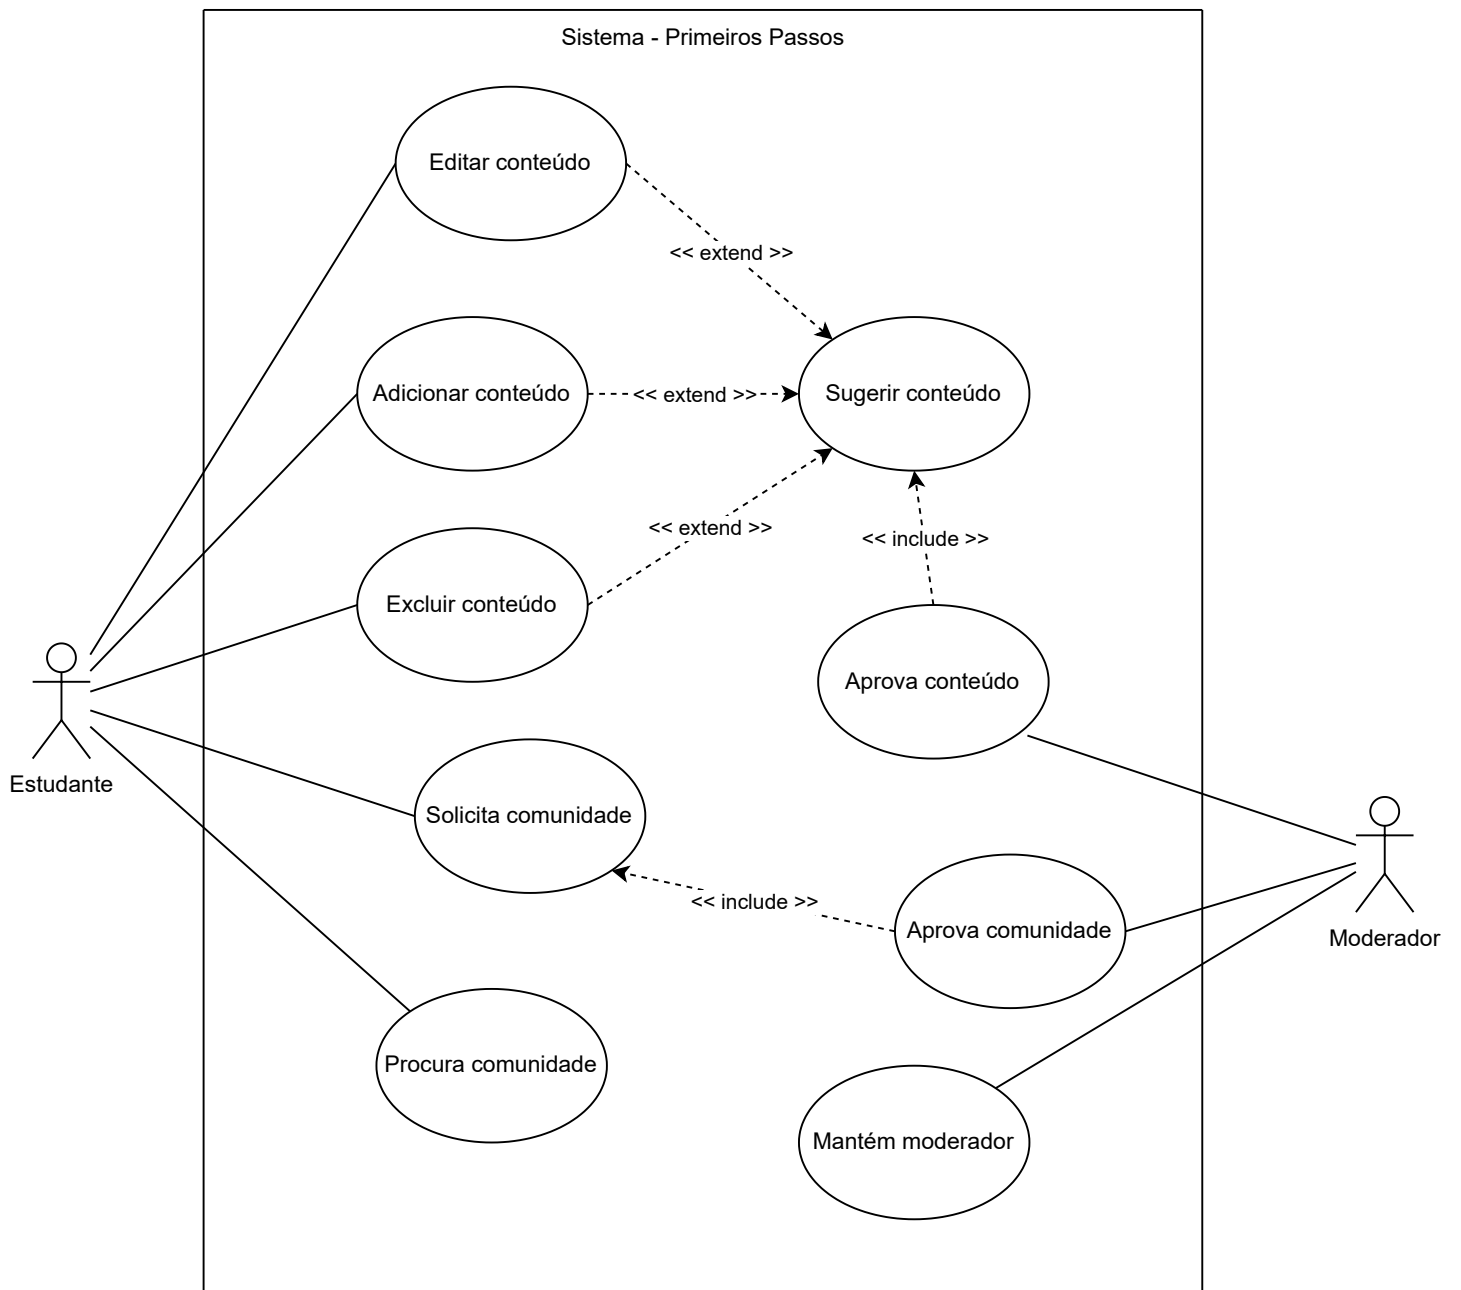 Sistema - Primeiros Passos
Editar conteúdo
<< extend >>
Adicionar conteúdo
<< extend >>
Sugerir conteúdo
<< extend >>
<< include >>
Excluir conteúdo
Aprova conteúdo
Estudante
Solicita comunidade
<< include >>
Aprova comunidade
Moderador
Procura comunidade
Mantém moderador